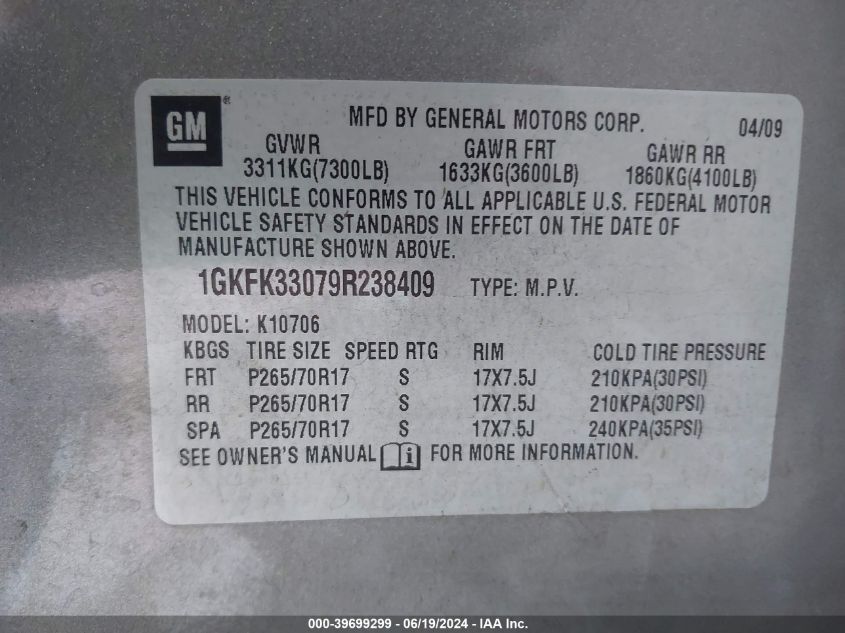 GM ® MFD BY GENERAL MOTORS CORP. 04/09
GVWR GAWR FRT GAWR RR
3311KG(7300LB) 1633KG(3600LB) 1860KG(4100LB)
THIS VEHICLE CONFORMS TO ALL APPLICABLE U.S. FEDERAL MOTOR
VEHICLE SAFETY STANDARDS IN EFFECT ON THE DATE OF
MANUFACTURE SHOWN ABOVE.
1GKFK33079R238409 TYPE: M.P.V.
MODEL: K10706
KBGS TIRE SIZE SPEED RTG RIM COLD TIRE PRESSURE
FRT P265/70R17 S 17X7.5J 210KPA(30PSI)
RR P265/70R17 S 17X7.5J 210KPA(30PSI)
SPA P265/70R17 S 17X7.5J 240KPA(35PSI)
SEE OWNER'S MANUAL i FOR MORE INFORMATION.
000-39699299 - 06/19/2024 - IAA Inc.